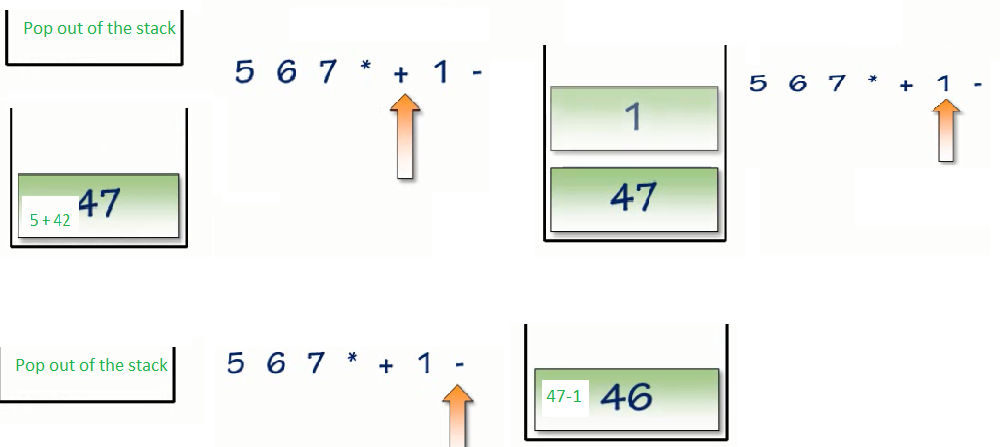 Pop out of the stack
5 6 7 * + 1 -
47
5 + 42
1
47
5 6 7 * + 1 -
Pop out of the stack
5 6 7 * + 1 -
47-1
46